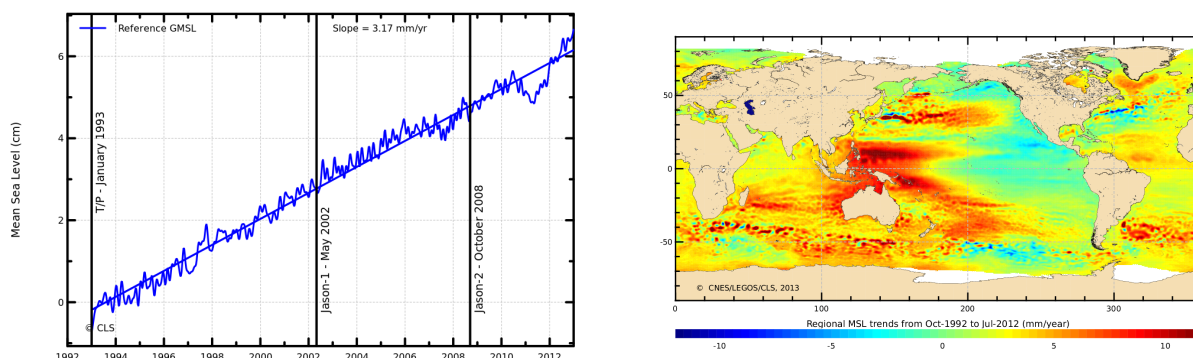 Reference GMSL
Slope = 3.17 mm/yr
6
4
2
0
Mean Sea Level (cm)
T/P - January 1993
Jason-1 - May 2002
Jason-2 - October 2008
© CLS
1992 1994 1996 1998 2000 2002 2004 2006 2008 2010 2012
50
0
-50
© CNES/LEGOS/CLS, 2013
100 200 300
Regional MSL trends from Oct-1992 to Jul-2012 (mm/year)
-10 -5 0 5 10